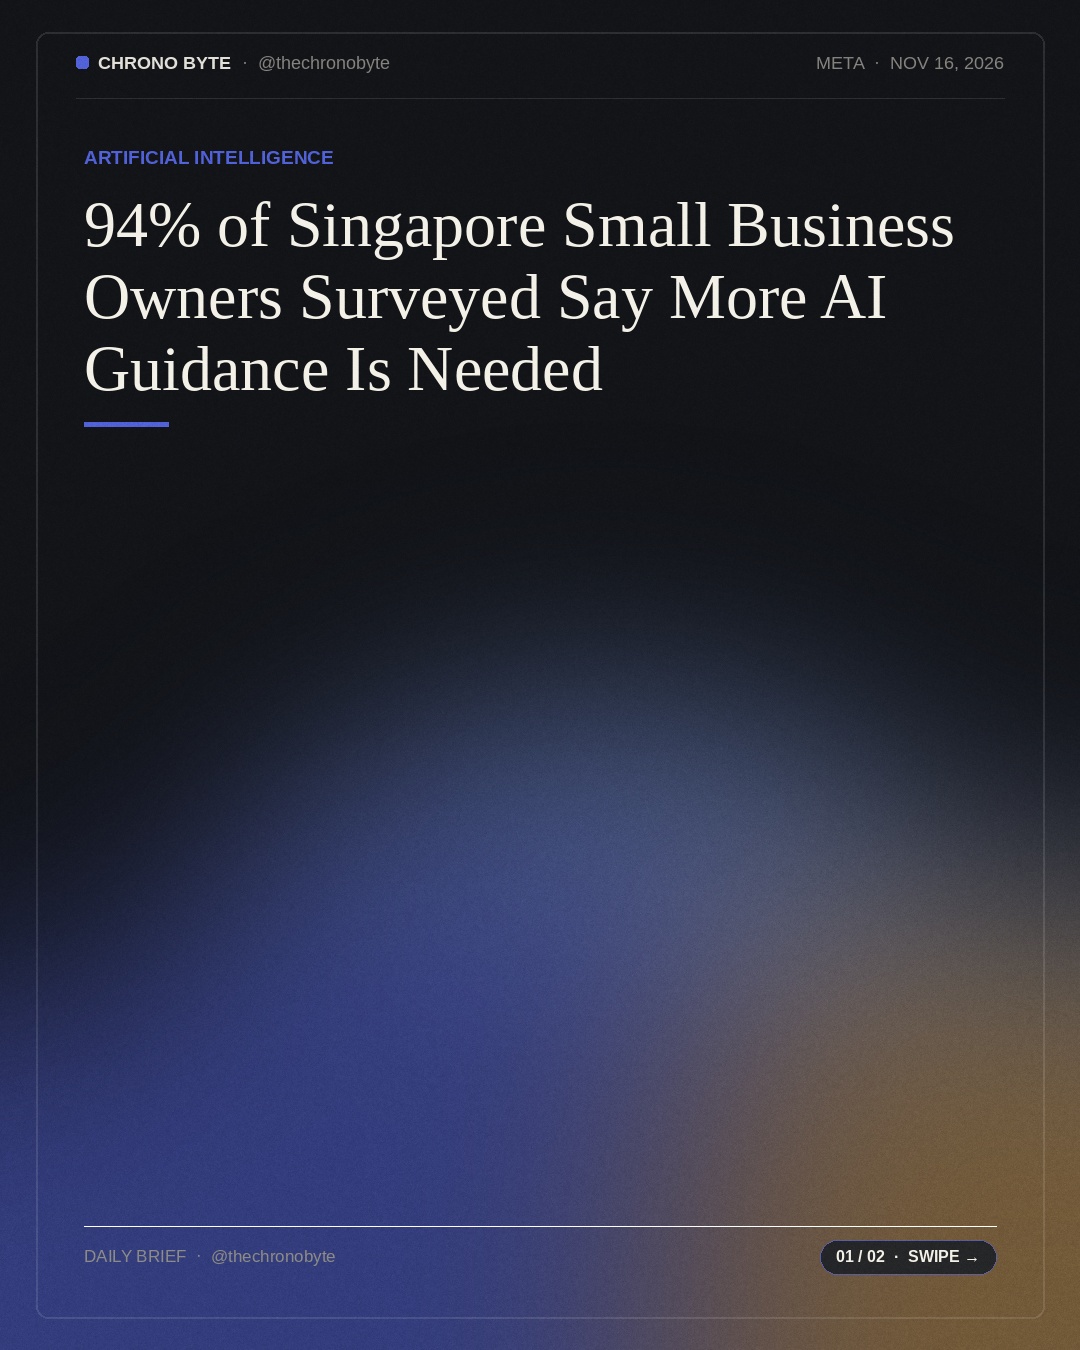 CHRONO BYTE · @thechronobyte
META · NOV 16, 2026
ARTIFICIAL INTELLIGENCE
94% of Singapore Small Business
Owners Surveyed Say More AI
Guidance Is Needed
DAILY BRIEF · @thechronobyte
01 / 02 · SWIPE →